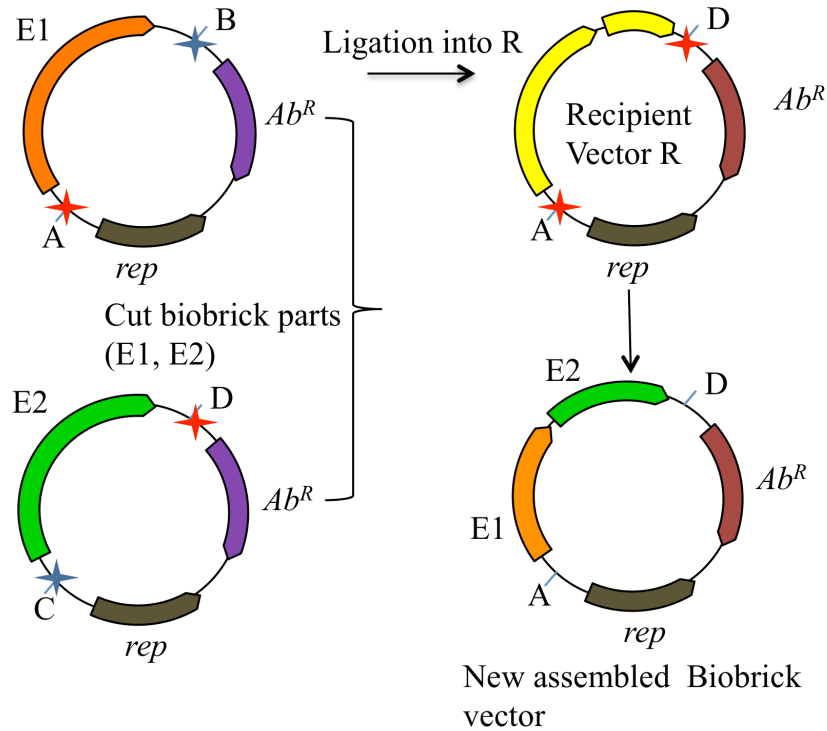 E1
B
Ab^R
A
rep
Ligation into R
D
Ab^R
Recipient
Vector R
A
rep
Cut biobrick parts
(E1, E2)
E2
D
Ab^R
C
rep
E2
D
Ab^R
E1
A
rep
New assembled Biobrick
vector